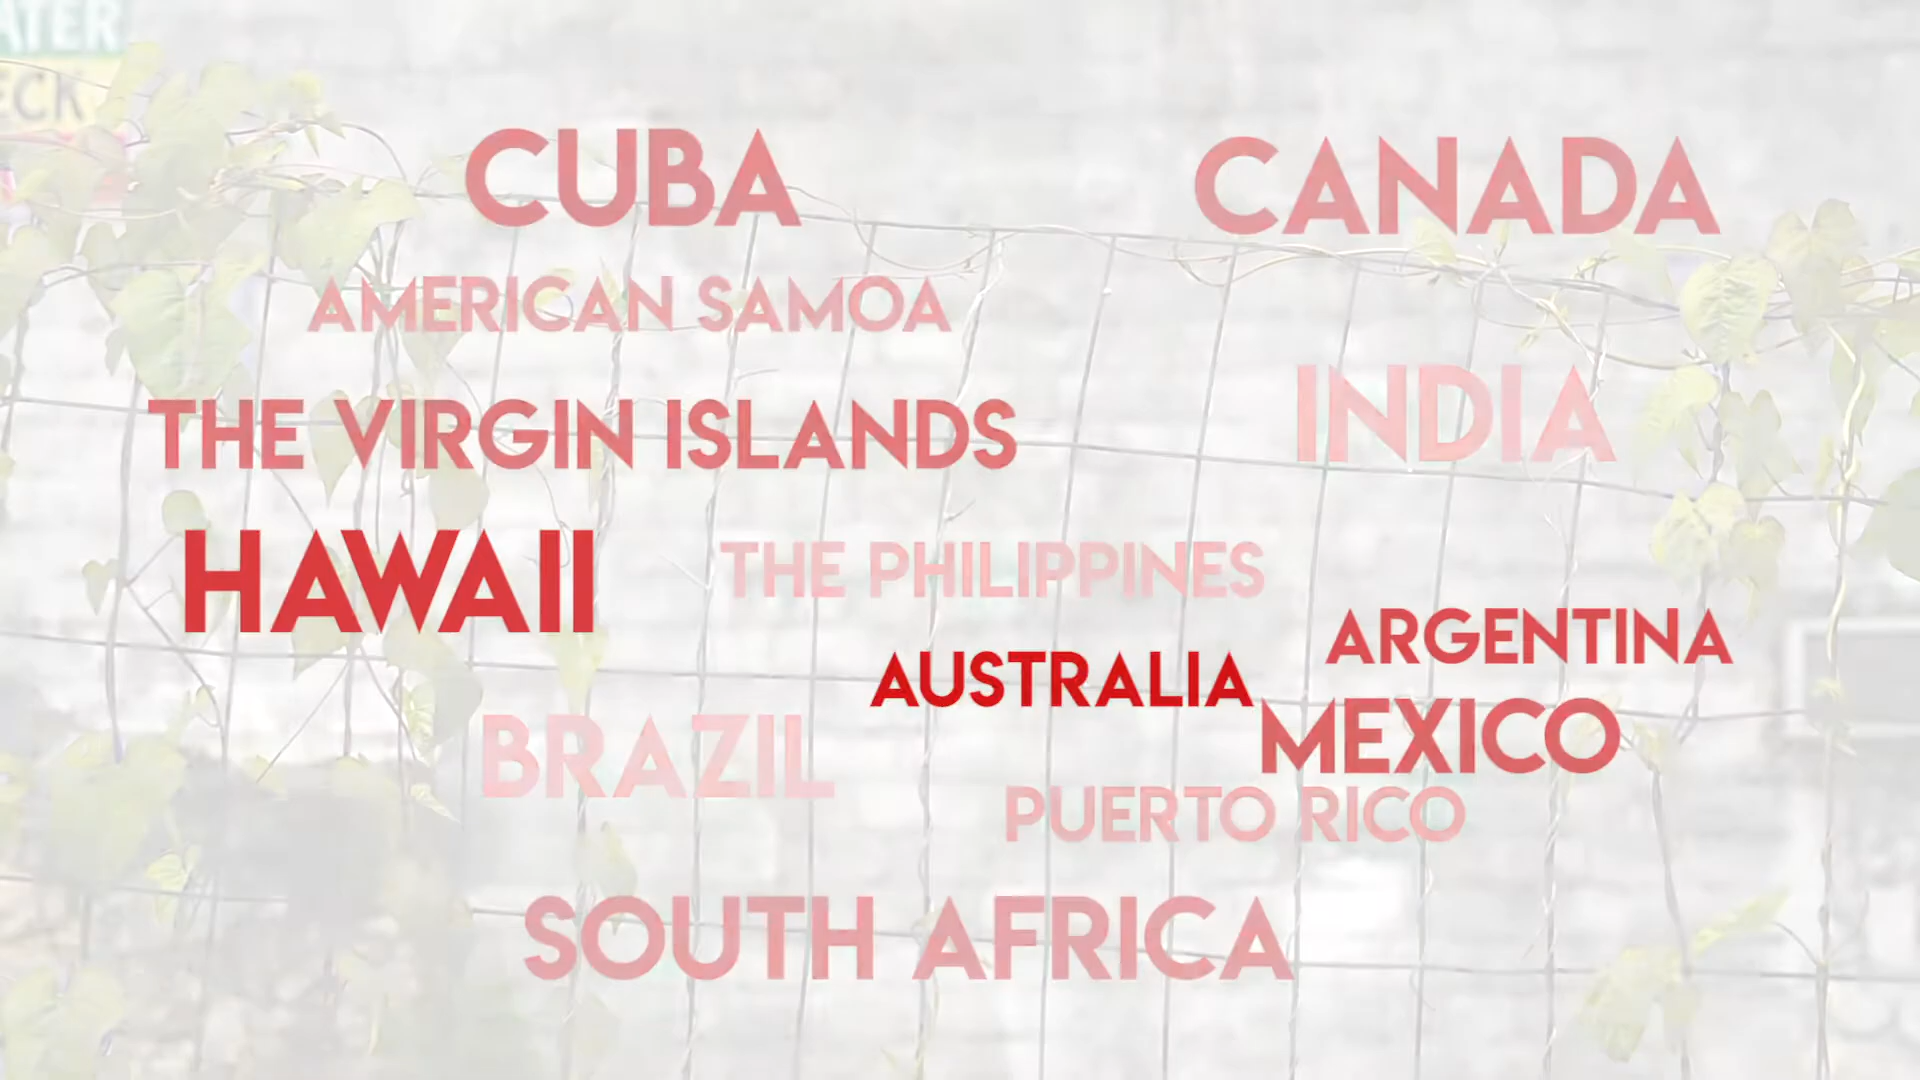 CUBA
CANADA
AMERICAN SAMOA
INDIA
THE VIRGIN ISLANDS
HAWAII
THE PHILIPPINES
ARGENTINA
AUSTRALIA
MEXICO
BRAZIL
PUERTO RICO
SOUTH AFRICA